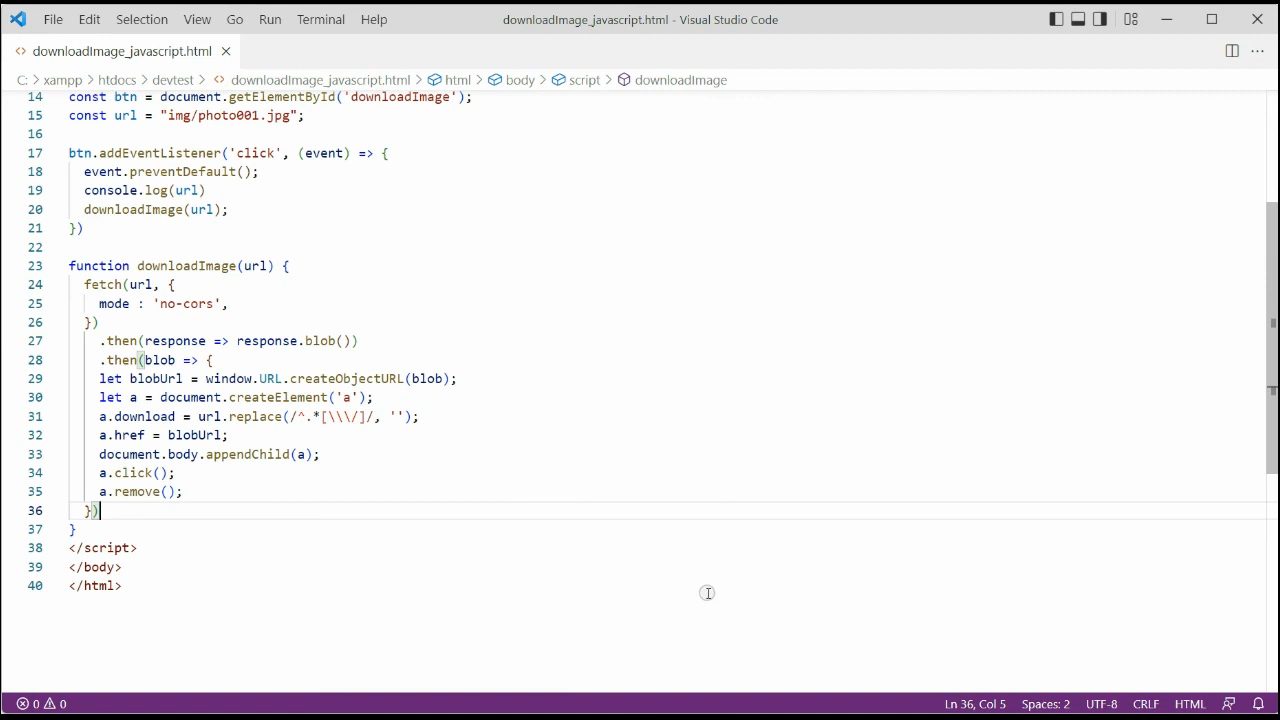 File Edit Selection View Go Run Terminal Help downloadImage_javascript.html - Visual Studio Code
downloadImage_javascript.html
C: > xampp > htdocs > devtest > downloadImage_javascript.html > html > body > script > downloadImage
14 const btn = document.getElementById('downloadImage');
15 const url = "img/photo001.jpg";
16
17 btn.addEventListener('click', (event) => {
18 event.preventDefault();
19 console.log(url)
20 downloadImage(url);
21 })
22
23 function downloadImage(url) {
24 fetch(url, {
25 mode : 'no-cors',
26 })
27 .then(response => response.blob())
28 .then(blob => {
29 let blobUrl = window.URL.createObjectURL(blob);
30 let a = document.createElement('a');
31 a.download = url.replace(/^.*[\\\/]/, '');
32 a.href = blobUrl;
33 document.body.appendChild(a);
34 a.click();
35 a.remove();
36 })
37 }
38 </script>
39 </body>
40 </html>
0 0 Ln 36, Col 5 Spaces: 2 UTF-8 CRLF HTML